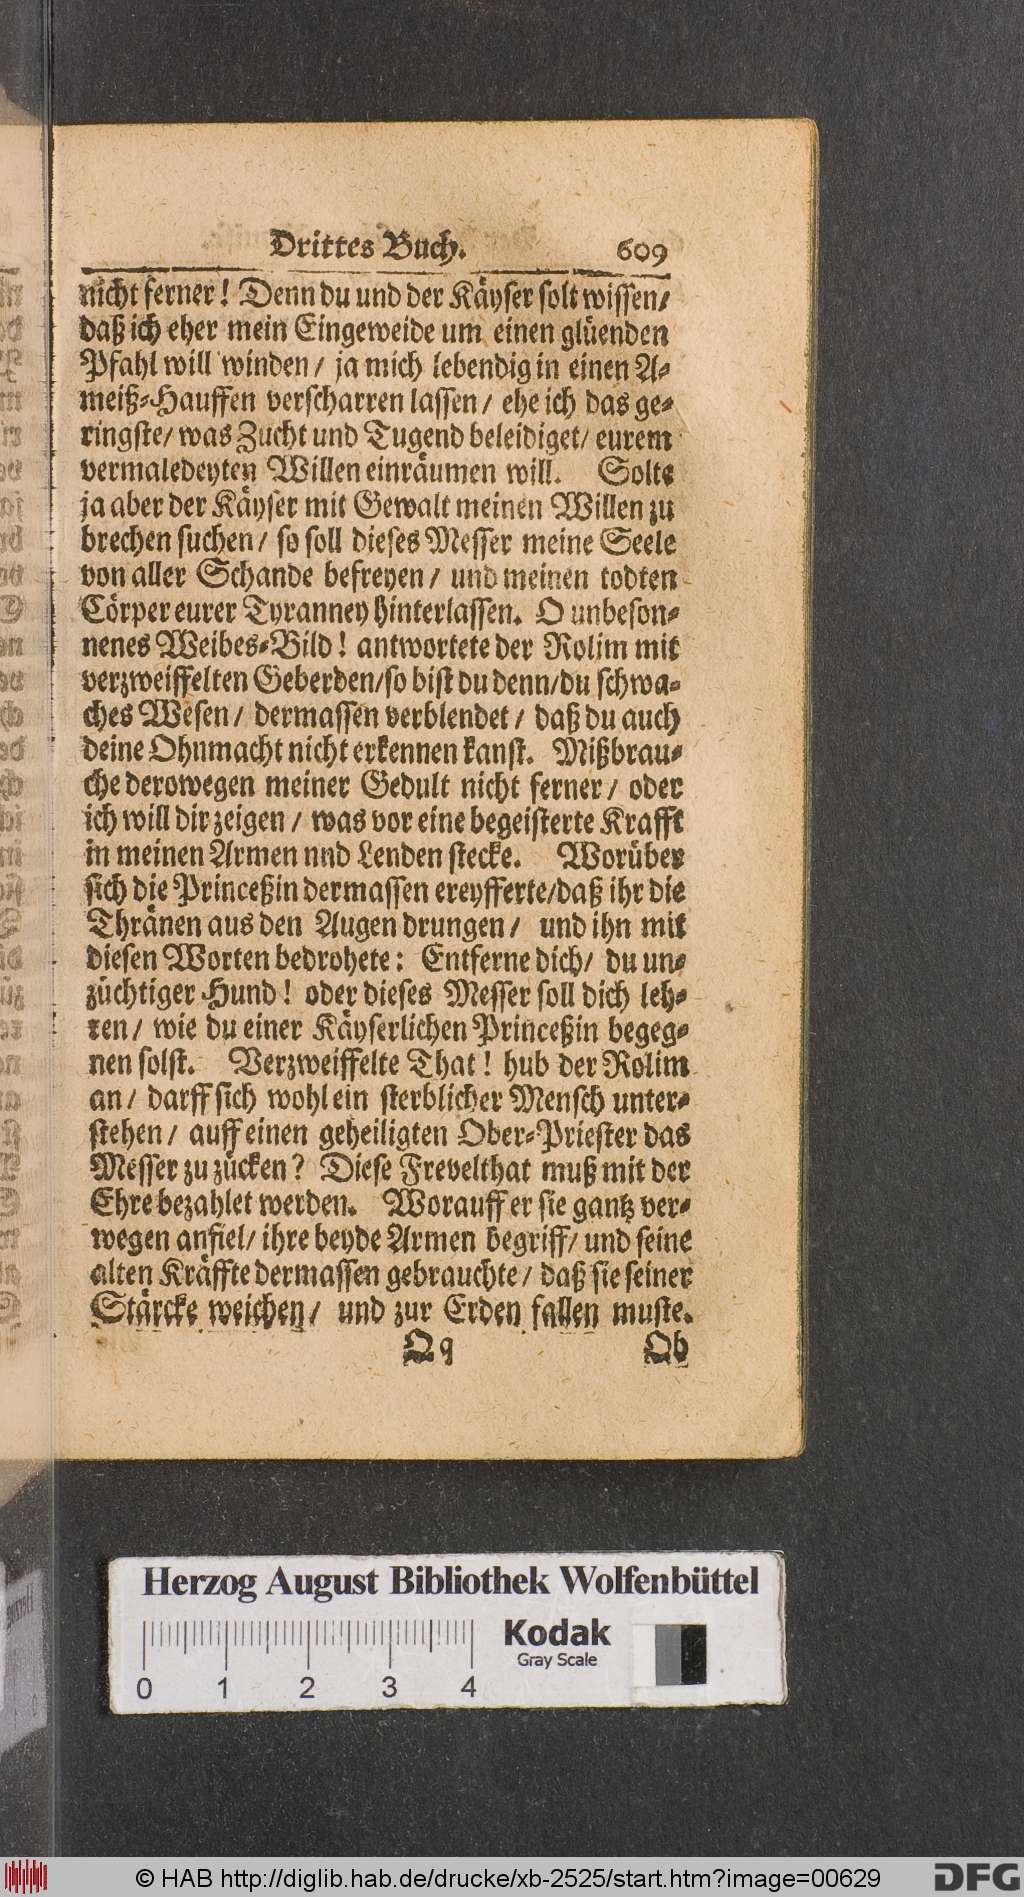 Drittes Buch. 609
nicht ferner! Denn du und der Käyser solt wissen/
daß ich eher mein Eingeweide um einen glüenden
Pfahl will winden/ ja mich lebendig in einen A-
meiß-Hauffen verscharren lassen/ ehe ich das ge-
ringste/ was Zucht und Tugend beleidiget/ eurem
vermaledeyten Willen einräumen will. Solte
ja aber der Käyser mit Gewalt meinen Willen zu
brechen suchen/ so soll dieses Messer meine Seele
von aller Schande befreyen/ und meinen todten
Cörper eurer Tyranney hinterlassen. O unbeson-
nenes Weibes-Bild! antwortete der Rolim mit
verzweiffelten Geberden/so bist du denn/du schwa-
ches Wesen/ dermassen verblendet/ daß du auch
deine Ohnmacht nicht erkennen kanst. Mißbrau-
che derowegen meiner Gedult nicht ferner/ oder
ich will dir zeigen/ was vor eine begeisterte Krafft
in meinen Armen nnd Lenden stecke. Worüber
sich die Princeßin dermassen ereyfferte/daß ihr die
Thränen aus den Augen drungen/ und ihn mit
diesen Worten bedrohete: Entferne dich/ du un-
züchtiger Hund! oder dieses Messer soll dich leh-
ren/ wie du einer Käyserlichen Princeßin begeg-
nen solst. Verzweiffelte That! hub der Rolim
an/ darff sich wohl ein sterblicher Mensch unter-
stehen/ auff einen geheiligten Ober-Priester das
Messer zu zücken? Diese Frevelthat muß mit der
Ehre bezahlet werden. Worauff er sie gantz ver-
wegen anfiel/ ihre beyde Armen begriff/ und seine
alten Kräffte dermassen gebrauchte/ daß sie seiner
Stärcke weichen/ und zur Erden fallen muste.
Qq Ob
Herzog August Bibliothek Wolfenbüttel
Kodak
Gray Scale
0 1 2 3 4
© HAB http://diglib.hab.de/drucke/xb-2525/start.htm?image=00629
DFG